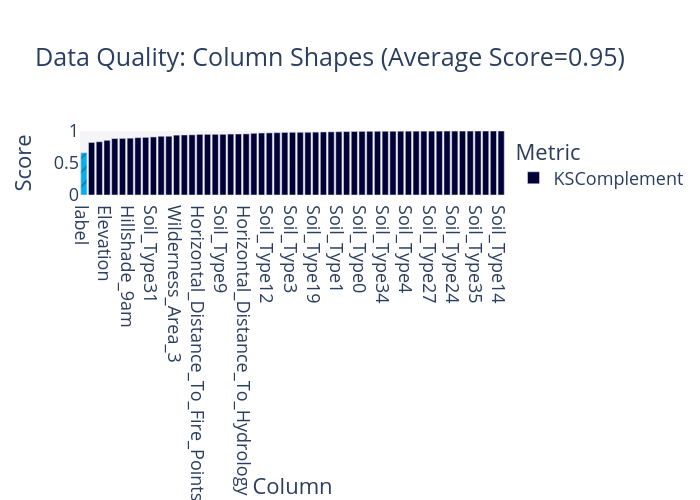 Data Quality: Column Shapes (Average Score=0.95)
Score
1
0.5
0
Metric
KSComplement
label
Elevation
Hillshade_9am
Soil_Type31
Wilderness_Area_3
Horizontal_Distance_To_Fire_Points
Soil_Type9
Horizontal_Distance_To_Hydrology
Soil_Type12
Soil_Type3
Soil_Type19
Soil_Type1
Soil_Type0
Soil_Type34
Soil_Type4
Soil_Type27
Soil_Type24
Soil_Type35
Soil_Type14
Column